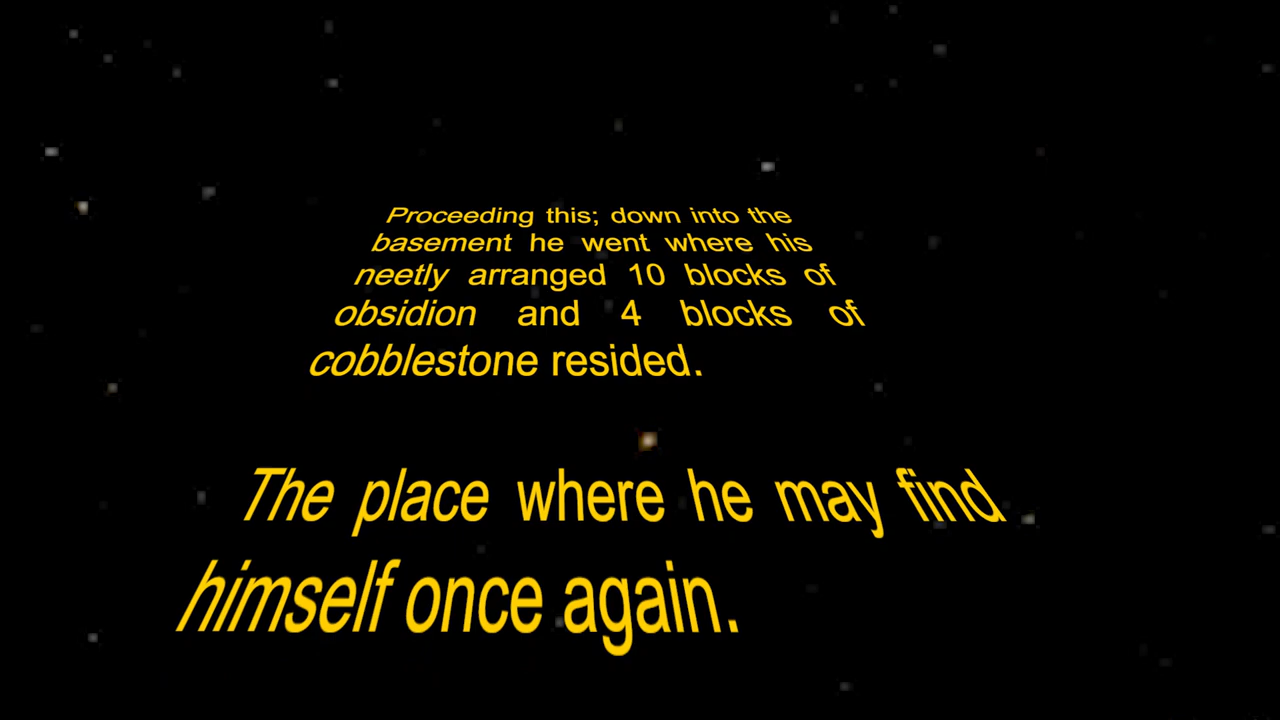 Proceeding this; down into the
basement he went where his
neetly arranged 10 blocks of
obsidion and 4 blocks of
cobblestone resided.
The place where he may find
himself once again.